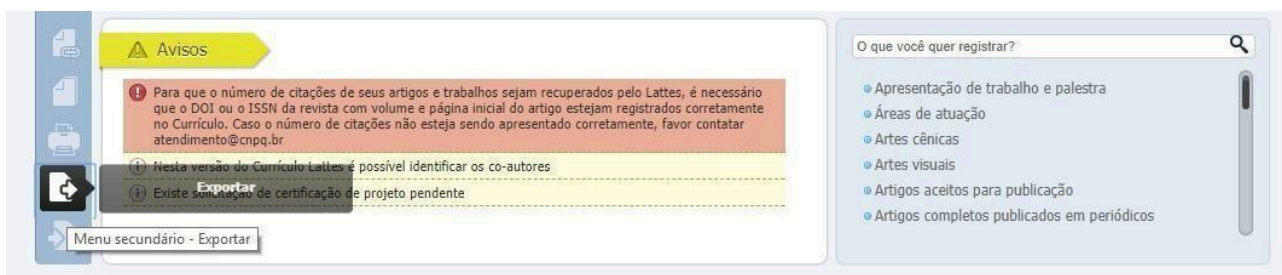 Avisos
Para que o número de citações de seus artigos e trabalhos sejam recuperados pelo Lattes, é necessário
que o DOI ou o ISSN da revista com volume e página inicial do artigo estejam registrados corretamente
no Currículo. Caso o número de citações não esteja sendo apresentado corretamente, favor contatar
atendimento@cnpq.br
Nesta versão do Currículo Lattes é possível identificar os co-autores
Existe solicitação de certificação de projeto pendente
Exportar
Menu secundário - Exportar
O que você quer registrar?
Apresentação de trabalho e palestra
Áreas de atuação
Artes cênicas
Artes visuais
Artigos aceitos para publicação
Artigos completos publicados em periódicos